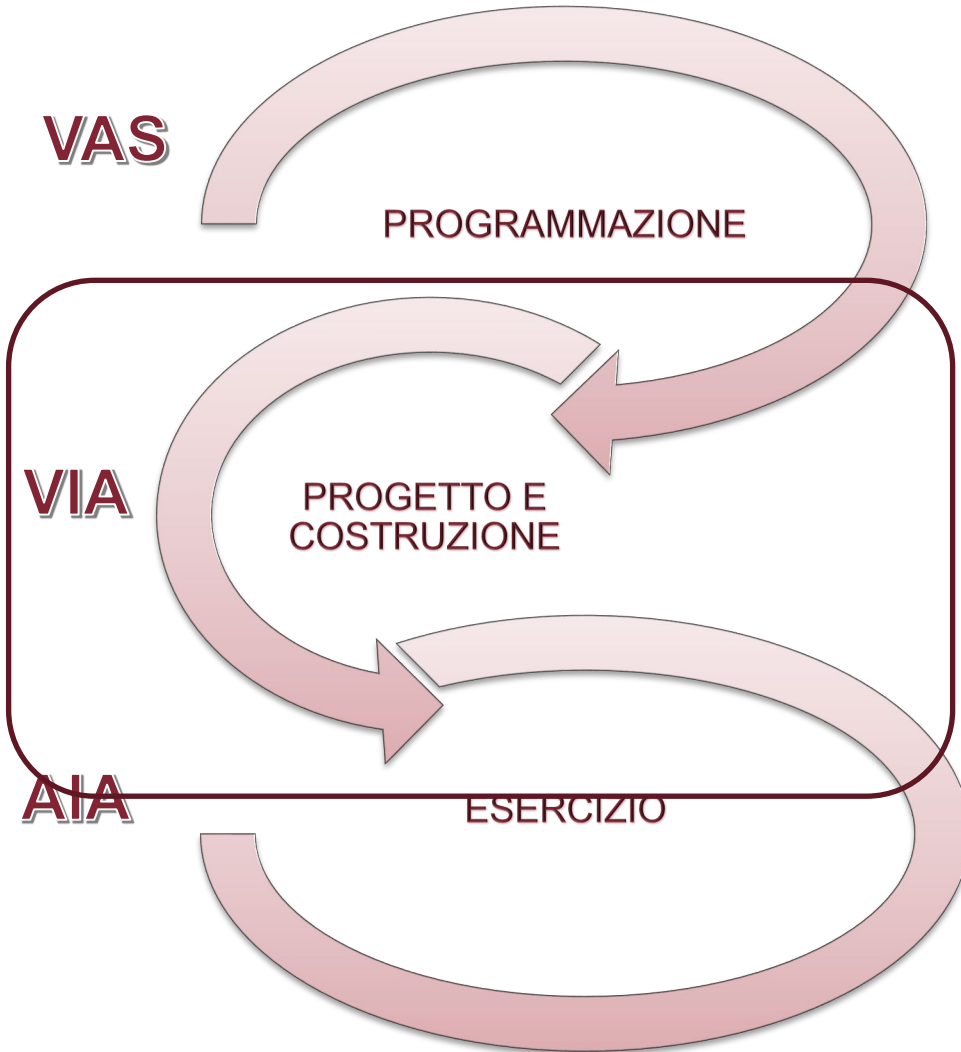 VAS
PROGRAMMAZIONE
VIA
PROGETTO E
COSTRUZIONE
AIA
ESERCIZIO